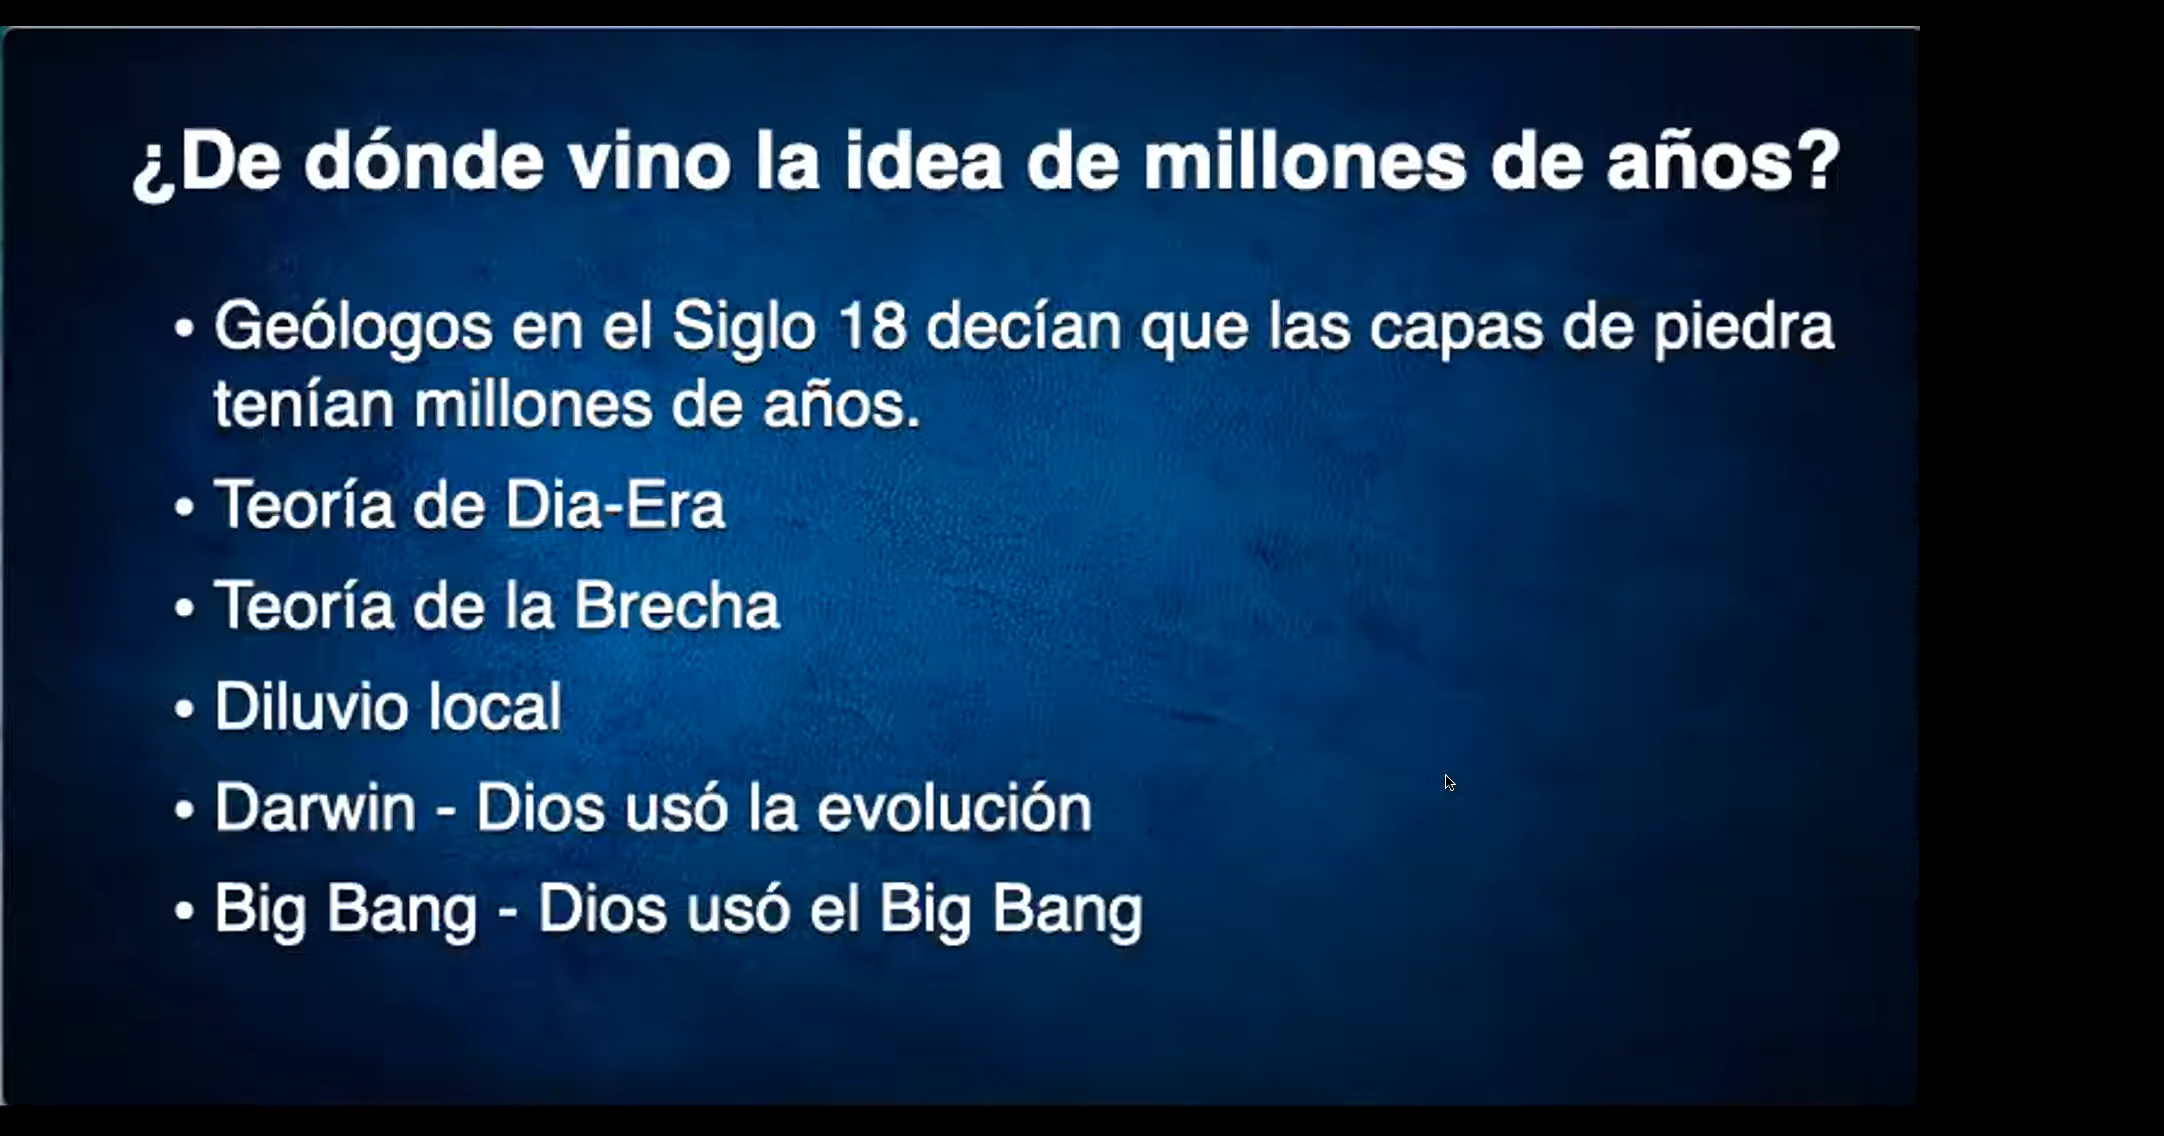 ¿De dónde vino la idea de millones de años?
• Geólogos en el Siglo 18 decían que las capas de piedra
tenían millones de años.
• Teoría de Dia-Era
• Teoría de la Brecha
• Diluvio local
• Darwin - Dios usó la evolución
• Big Bang - Dios usó el Big Bang